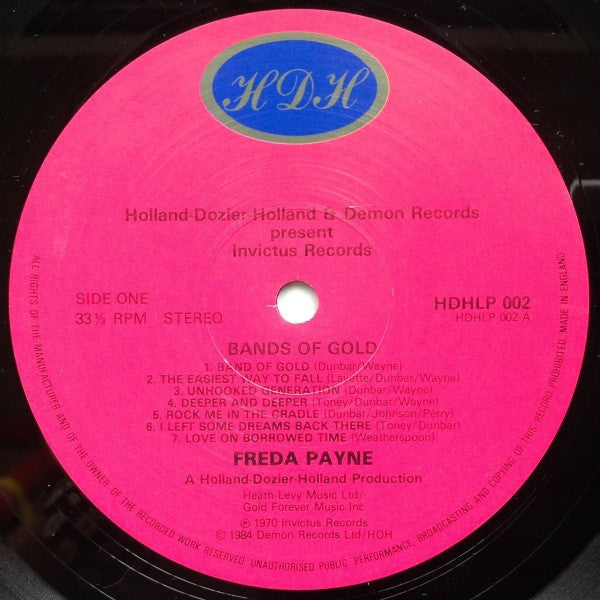 HDH
Holland-Dozier-Holland & Demon Records
present
Invictus Records
SIDE ONE
33⅓ RPM STEREO
HDHLP 002
HDHLP 002-A
BANDS OF GOLD
1. BAND OF GOLD (Dunbar/Wayne)
2. THE EASIEST WAY TO FALL (Layette/Dunbar/Wayne)
3. UNHOOKED GENERATION (Dunbar/Wayne)
4. DEEPER AND DEEPER (Toney/Dunbar/Wayne)
5. ROCK ME IN THE CRADLE (Dunbar/Johnson/Perry)
6. I LEFT SOME DREAMS BACK THERE (Toney/Dunbar)
7. LOVE ON BORROWED TIME (Weatherspoon)
FREDA PAYNE
A Holland-Dozier-Holland Production
Heath-Levy Music Ltd/
Gold Forever Music Inc
℗ 1970 Invictus Records
© 1984 Demon Records Ltd/HDH
ALL RIGHTS OF THE MANUFACTURER AND OF THE OWNER OF THE RECORDED WORK RESERVED. UNAUTHORISED PUBLIC PERFORMANCE, BROADCASTING AND COPYING OF THIS RECORD PROHIBITED. MADE IN ENGLAND